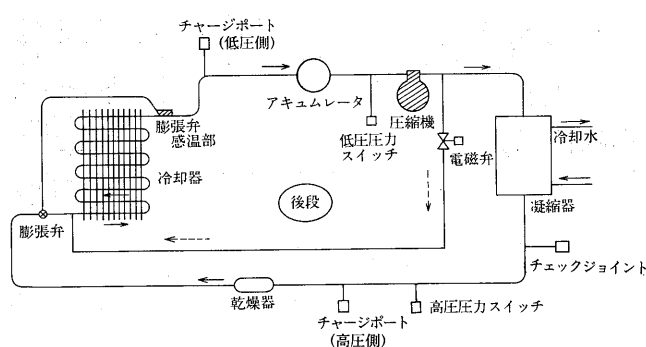 チャージポート
(低圧側)
アキュムレータ
膨張弁
感温部
低圧圧力
スイッチ
圧縮機
電磁弁
冷却水
冷却器
後段
凝縮器
膨張弁
チェックジョイント
乾燥器
チャージポート
(高圧側)
高圧圧力スイッチ